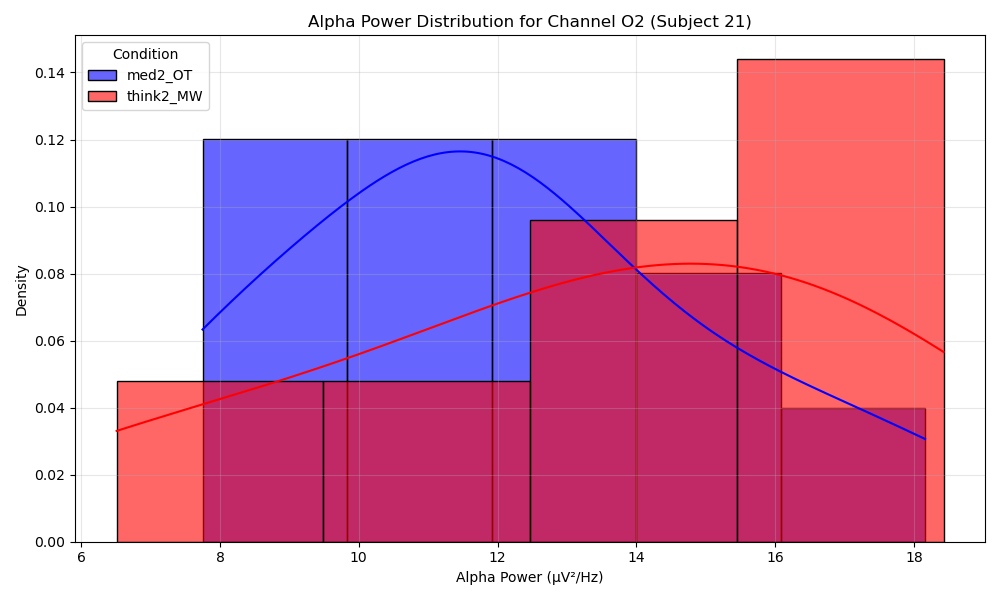 Alpha Power Distribution for Channel O2 (Subject 21)
Condition
med2_OT
think2_MW
0.14
0.12
0.10
0.08
0.06
0.04
0.02
0.00
Density
6 8 10 12 14 16 18
Alpha Power (μV²/Hz)